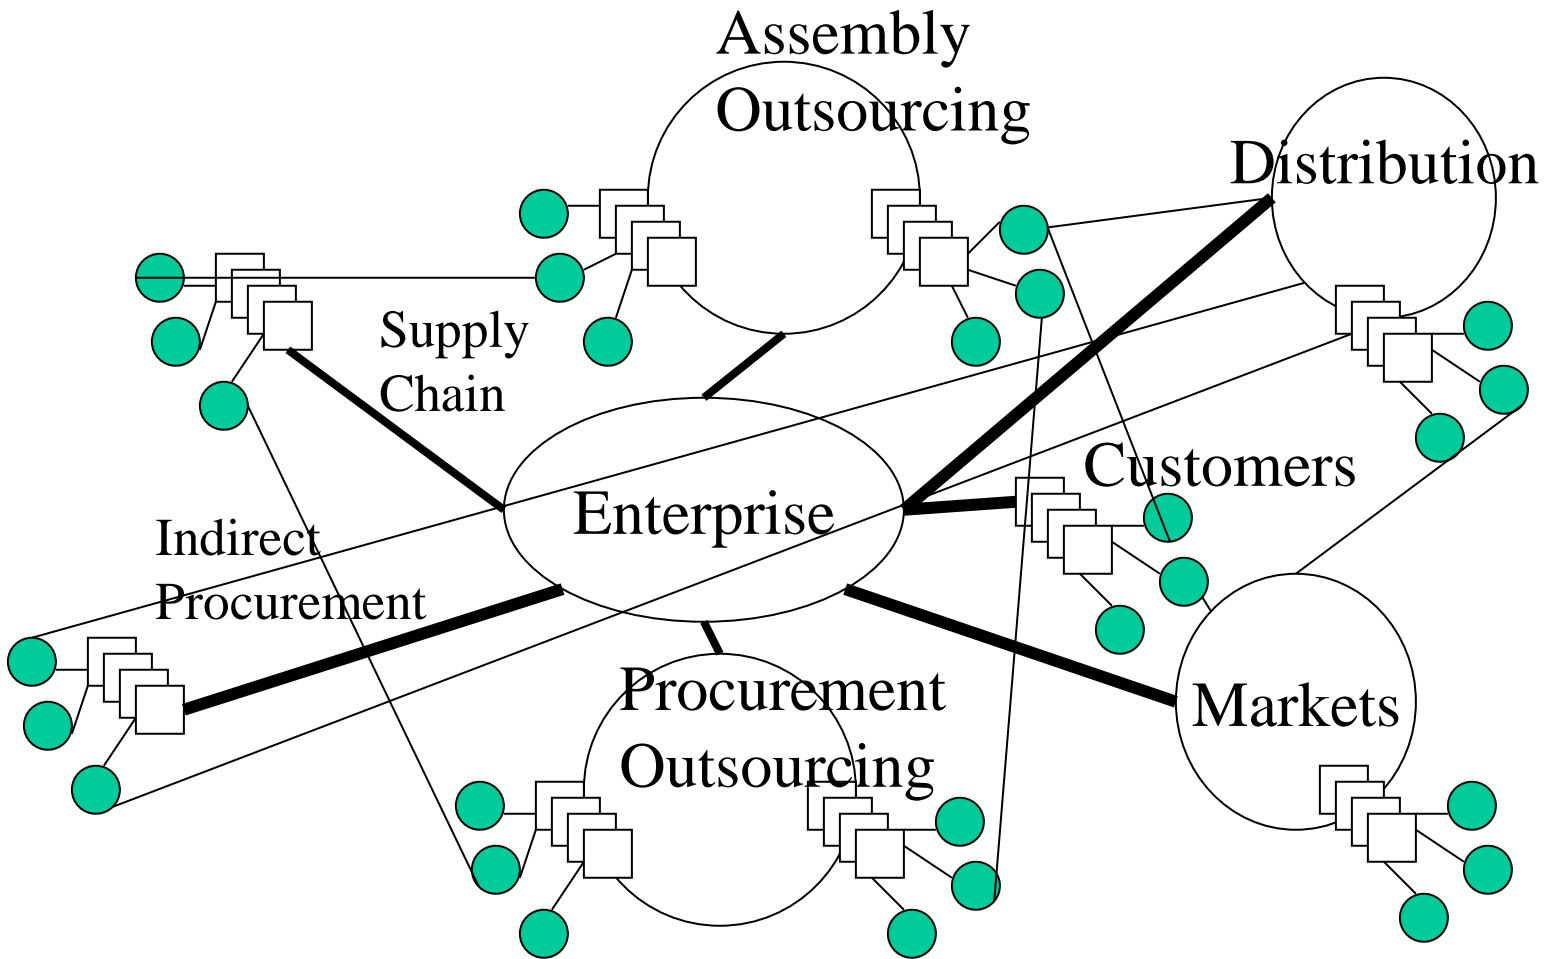 Assembly
Outsourcing
Distribution
Supply
Chain
Customers
Enterprise
Indirect
Procurement
Procurement
Outsourcing
Markets